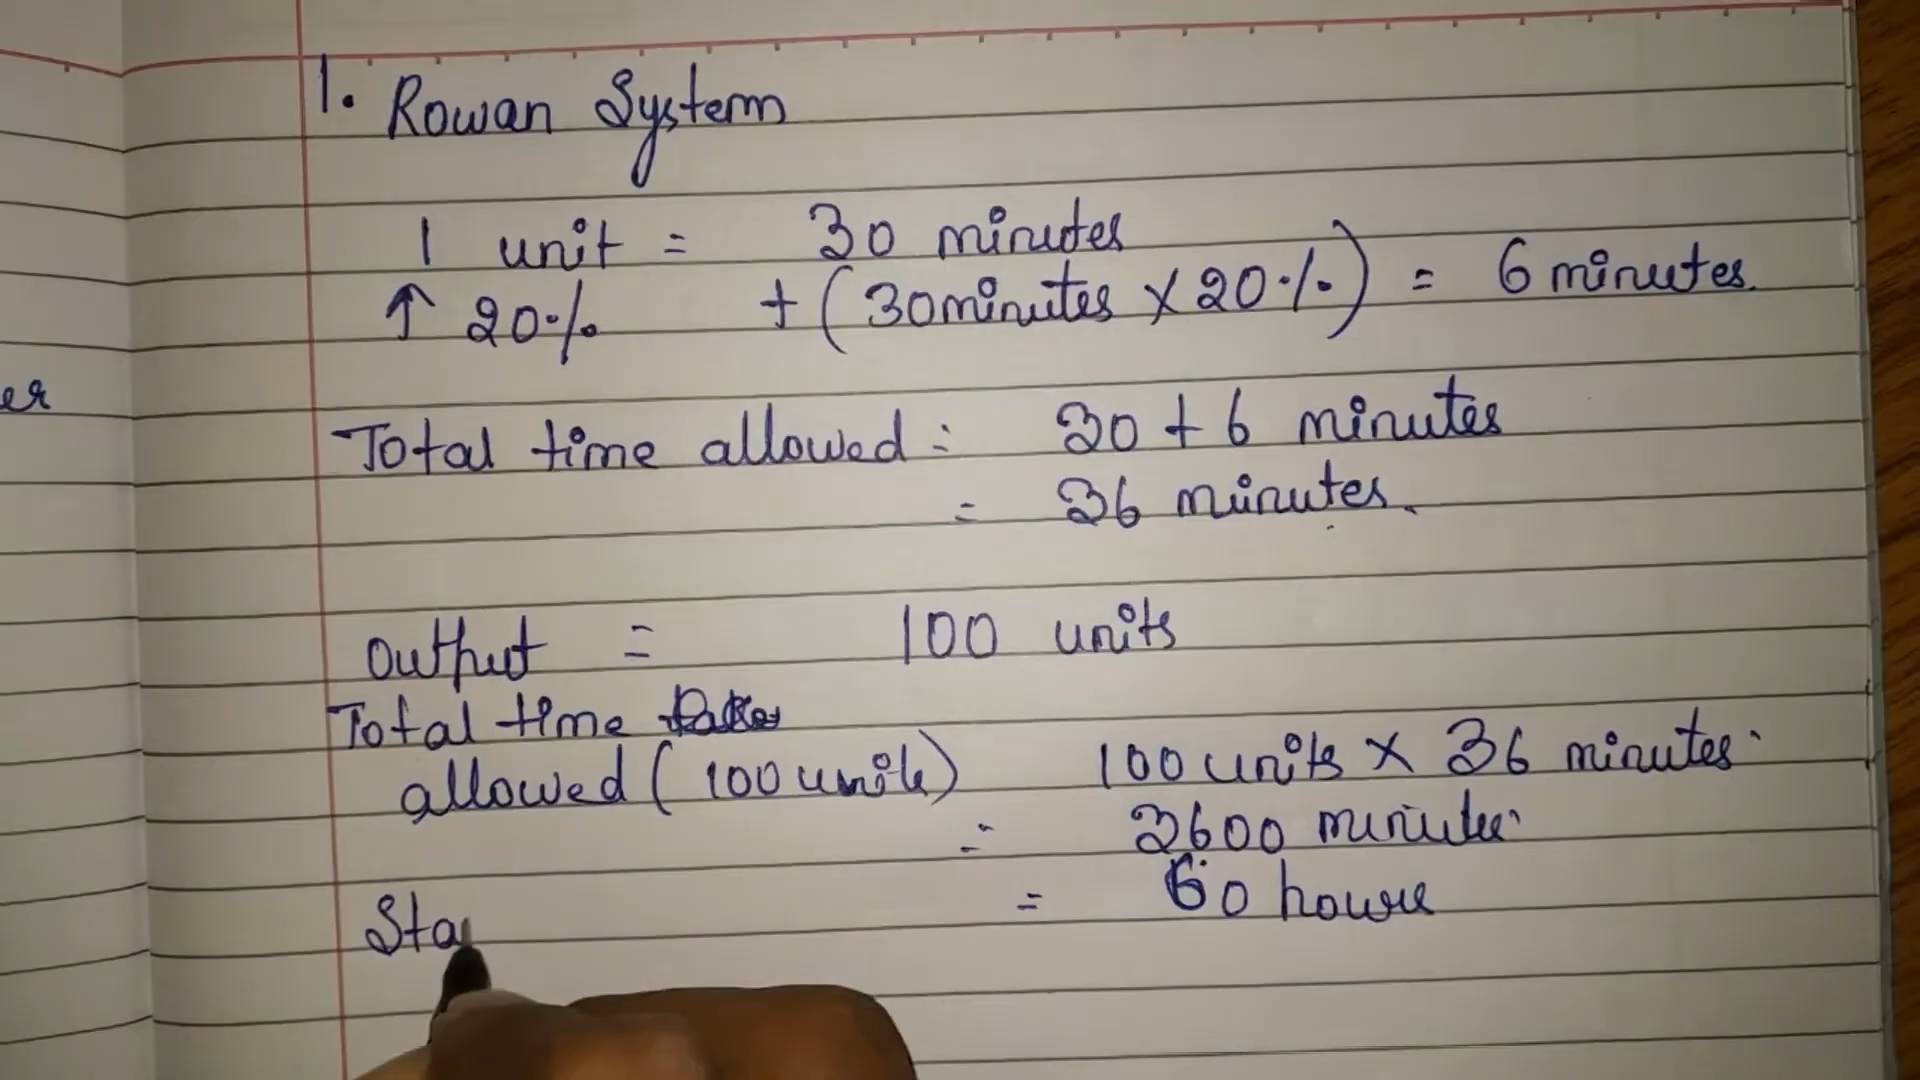 1. Rowan System
1 unit = 30 minutes
↑ 20% + (30minutes × 20%) = 6 minutes.
er
Total time allowed = 30 + 6 minutes
= 36 minutes.
output = 100 units
Total time
allowed (100 units) 100 units × 36 minutes.
= 3600 minutes.
= 60 hours
Sta